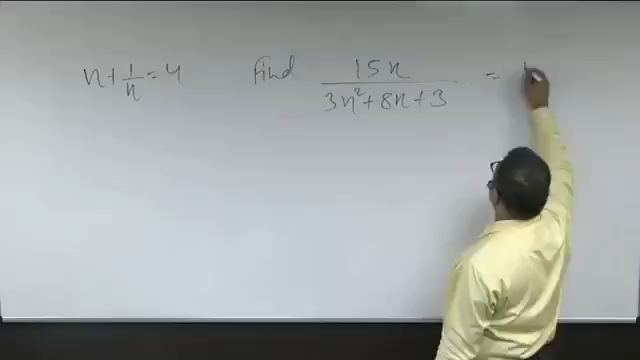 n + 1/n = 4 Find 15n / (3n² + 8n + 3) =